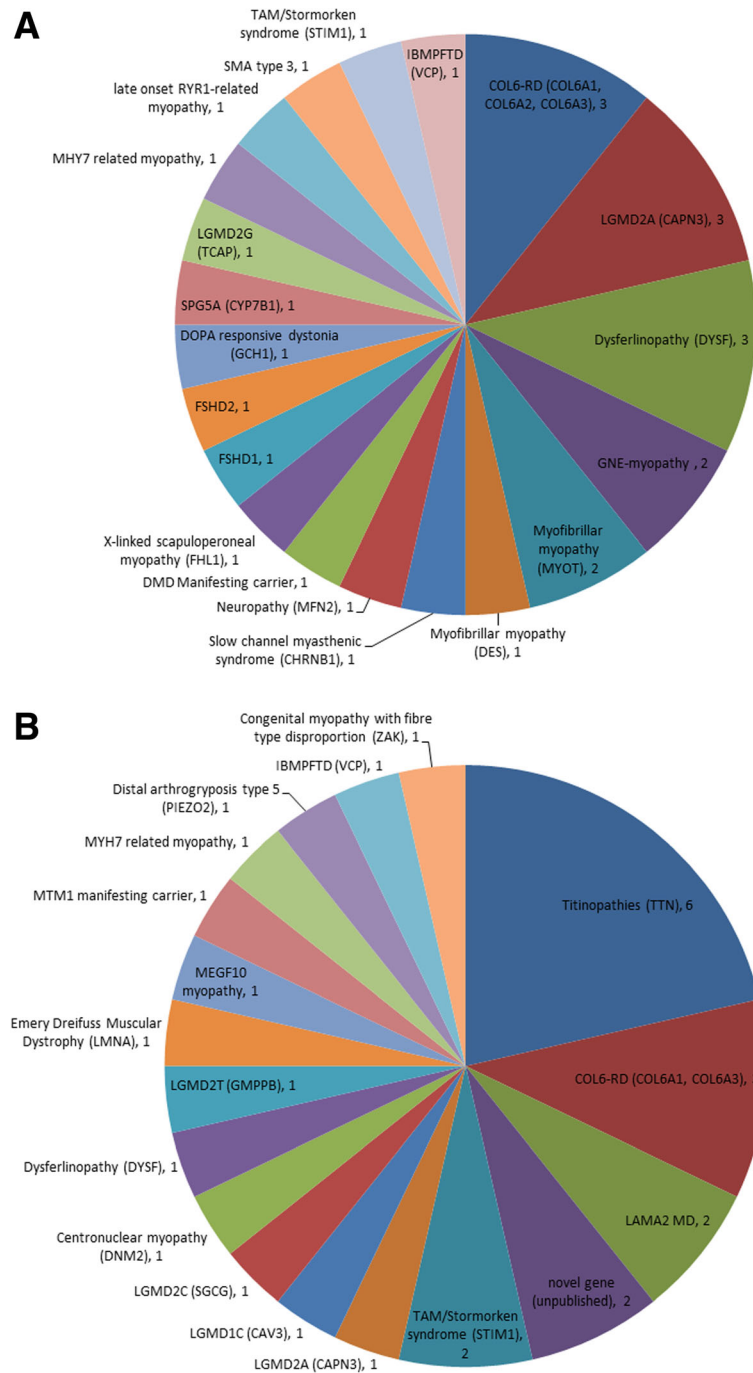 A
TAM/Stormorken
syndrome (STIM1), 1
SMA type 3, 1
late onset RYR1-related
myopathy, 1
MHY7 related myopathy, 1
LGMD2G
(TCAP), 1
SPG5A (CYP7B1), 1
DOPA responsive dystonia
(GCH1), 1
FSHD2, 1
FSHD1, 1
X-linked scapuloperoneal
myopathy (FHL1), 1
DMD Manifesting carrier, 1
Neuropathy (MFN2), 1
Slow channel myasthenic
syndrome (CHRNB1), 1
Myofibrillar myopathy
(DES), 1
Myofibrillar
myopathy
(MYOT), 2
GNE-myopathy , 2
Dysferlinopathy (DYSF), 3
LGMD2A (CAPN3), 3
COL6-RD (COL6A1,
COL6A2, COL6A3), 3
IBMPFTD
(VCP), 1
B
Congenital myopathy with fibre
type disproportion (ZAK), 1
IBMPFTD (VCP), 1
Distal arthrogryposis type 5
(PIEZO2), 1
MYH7 related myopathy, 1
MTM1 manifesting carrier, 1
MEGF10
myopathy, 1
Emery Dreifuss Muscular
Dystrophy (LMNA), 1
LGMD2T (GMPPB), 1
Dysferlinopathy (DYSF), 1
Centronuclear myopathy
(DNM2), 1
LGMD2C (SGCG), 1
LGMD1C (CAV3), 1
LGMD2A (CAPN3), 1
TAM/Stormorken
syndrome (STIM1),
2
novel gene
(unpublished), 2
LAMA2 MD, 2
COL6-RD (COL6A1, COL6A3),
Titinopathies (TTN), 6